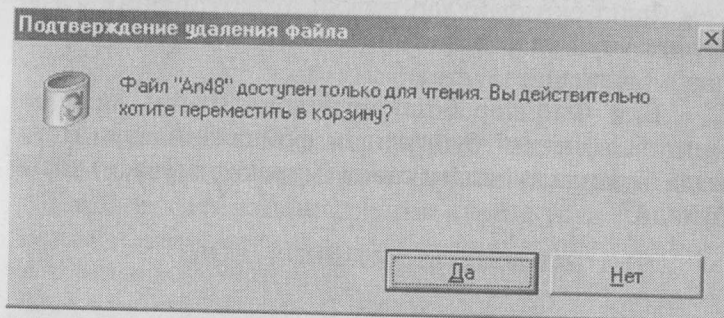 Подтверждение удаления файла
Файл "An48" доступен только для чтения. Вы действительно
хотите переместить в корзину?
Да
Нет